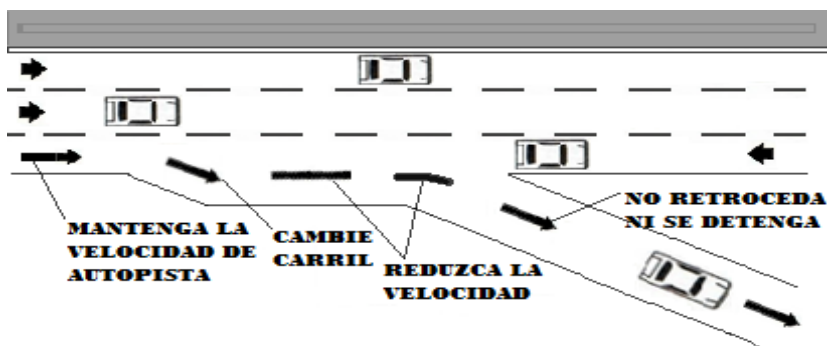 MANTENGA LA
VELOCIDAD DE
AUTOPISTA
CAMBIE
CARRIL
REDUZCA LA
VELOCIDAD
NO RETROCEDA
NI SE DETENGA